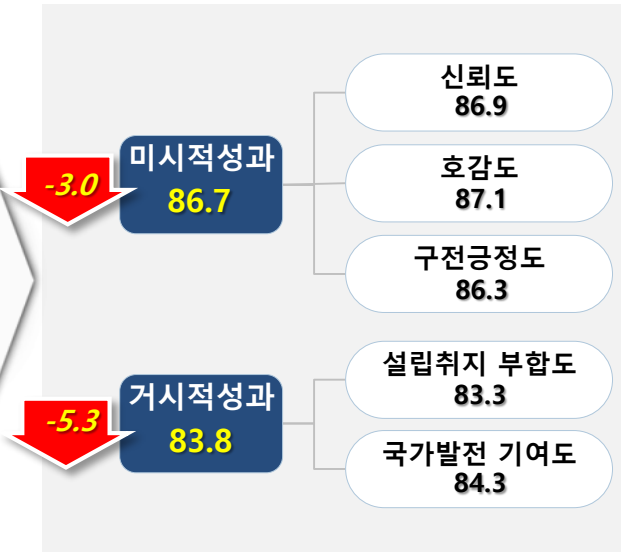 신뢰도
86.9
미시적성과
86.7
-3.0
호감도
87.1
구전긍정도
86.3
설립취지 부합도
83.3
거시적성과
83.8
-5.3
국가발전 기여도
84.3